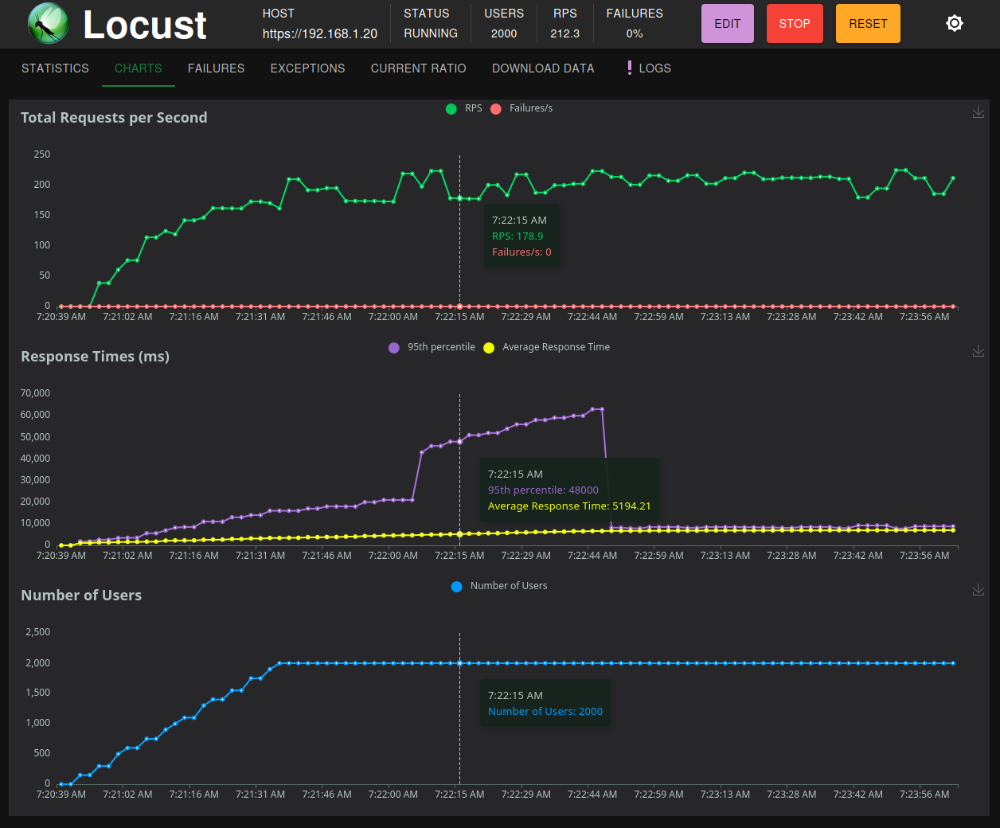 Locust
HOST
https://192.168.1.20
STATUS
RUNNING
USERS
2000
RPS
212.3
FAILURES
0%
EDIT
STOP
RESET
STATISTICS CHARTS FAILURES EXCEPTIONS CURRENT RATIO DOWNLOAD DATA LOGS
Total Requests per Second
RPS Failures/s
250
200
150
100
50
0
7:22:15 AM
RPS: 178.9
Failures/s: 0
7:20:39 AM 7:21:02 AM 7:21:16 AM 7:21:31 AM 7:21:46 AM 7:22:00 AM 7:22:15 AM 7:22:29 AM 7:22:44 AM 7:22:59 AM 7:23:13 AM 7:23:28 AM 7:23:42 AM 7:23:56 AM
Response Times (ms)
95th percentile Average Response Time
70,000
60,000
50,000
40,000
30,000
20,000
10,000
0
7:22:15 AM
95th percentile: 48000
Average Response Time: 5194.21
7:20:39 AM 7:21:02 AM 7:21:16 AM 7:21:31 AM 7:21:46 AM 7:22:00 AM 7:22:15 AM 7:22:29 AM 7:22:44 AM 7:22:59 AM 7:23:13 AM 7:23:28 AM 7:23:42 AM 7:23:56 AM
Number of Users
Number of Users
2,500
2,000
1,500
1,000
500
0
7:22:15 AM
Number of Users: 2000
7:20:39 AM 7:21:02 AM 7:21:16 AM 7:21:31 AM 7:21:46 AM 7:22:00 AM 7:22:15 AM 7:22:29 AM 7:22:44 AM 7:22:59 AM 7:23:13 AM 7:23:28 AM 7:23:42 AM 7:23:56 AM